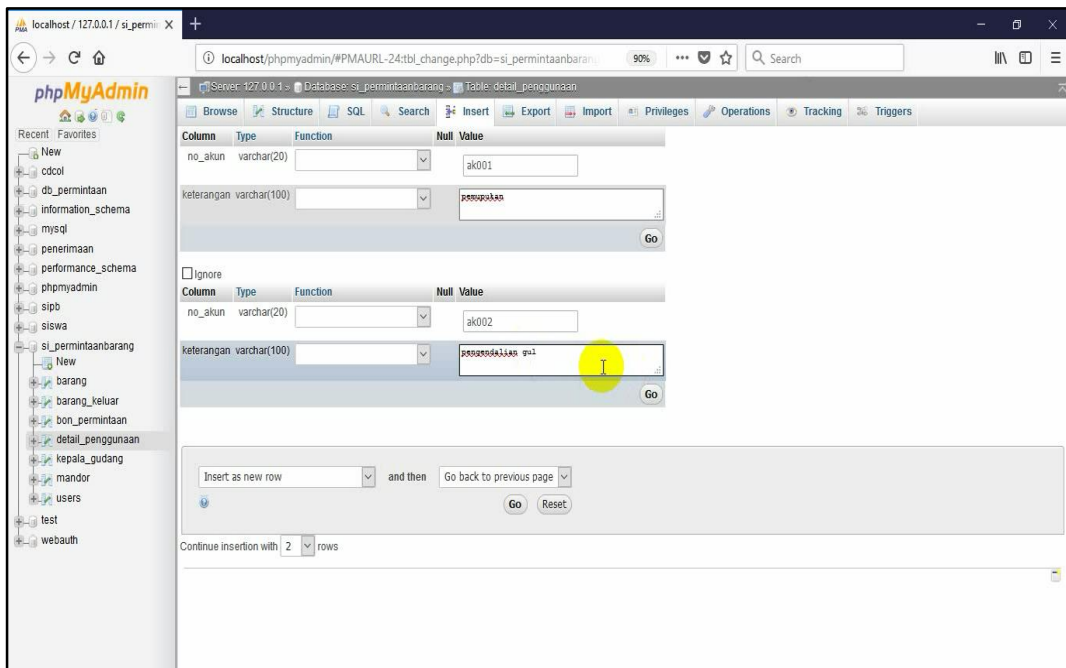 localhost / 127.0.0.1 / si_permin
localhost/phpmyadmin/#PMAURL-24:tbl_change.php?db=si_permintaanbaran
90%
Search
phpMyAdmin
Recent Favorites
New
cdcol
db_permintaan
information_schema
mysql
penerimaan
performance_schema
phpmyadmin
sipb
siswa
si_permintaanbarang
New
barang
barang_keluar
bon_permintaan
detail_penggunaan
kepala_gudang
mandor
users
test
webauth
Server: 127.0.0.1 » Database: si_permintaanbarang » Table: detail_penggunaan
Browse Structure SQL Search Insert Export Import Privileges Operations Tracking Triggers
Column Type Function Null Value
no_akun varchar(20) ak001
keterangan varchar(100) pemupukan
Go
Ignore
Column Type Function Null Value
no_akun varchar(20) ak002
keterangan varchar(100) pengendalian gul
Go
Insert as new row and then Go back to previous page
Go Reset
Continue insertion with 2 rows